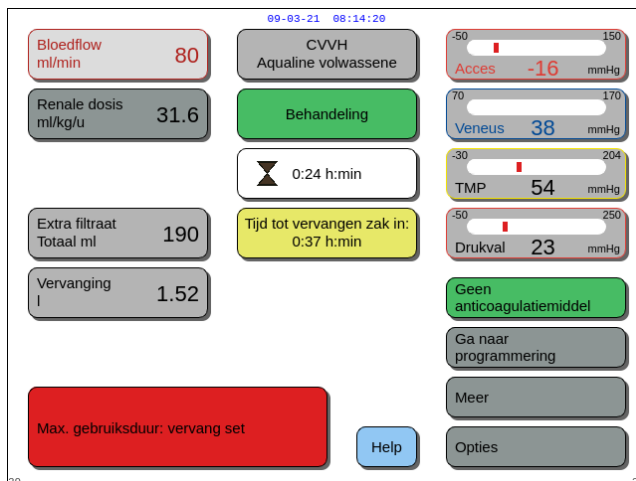 09-03-21 08:14:20
Bloedflow
ml/min
80
CVVH
Aqualine volwassene
-50
150
Acces
-16
mmHg
Renale dosis
ml/kg/u
31.6
Behandeling
70
170
Veneus
38
mmHg
0:24 h:min
-30
204
TMP
54
mmHg
Extra filtraat
Totaal ml
190
Tijd tot vervangen zak in:
0:37 h:min
-50
250
Drukval
23
mmHg
Vervanging
l
1.52
Geen
anticoagulatiemiddel
Ga naar
programmering
Meer
Max. gebruiksduur: vervang set
Help
Opties